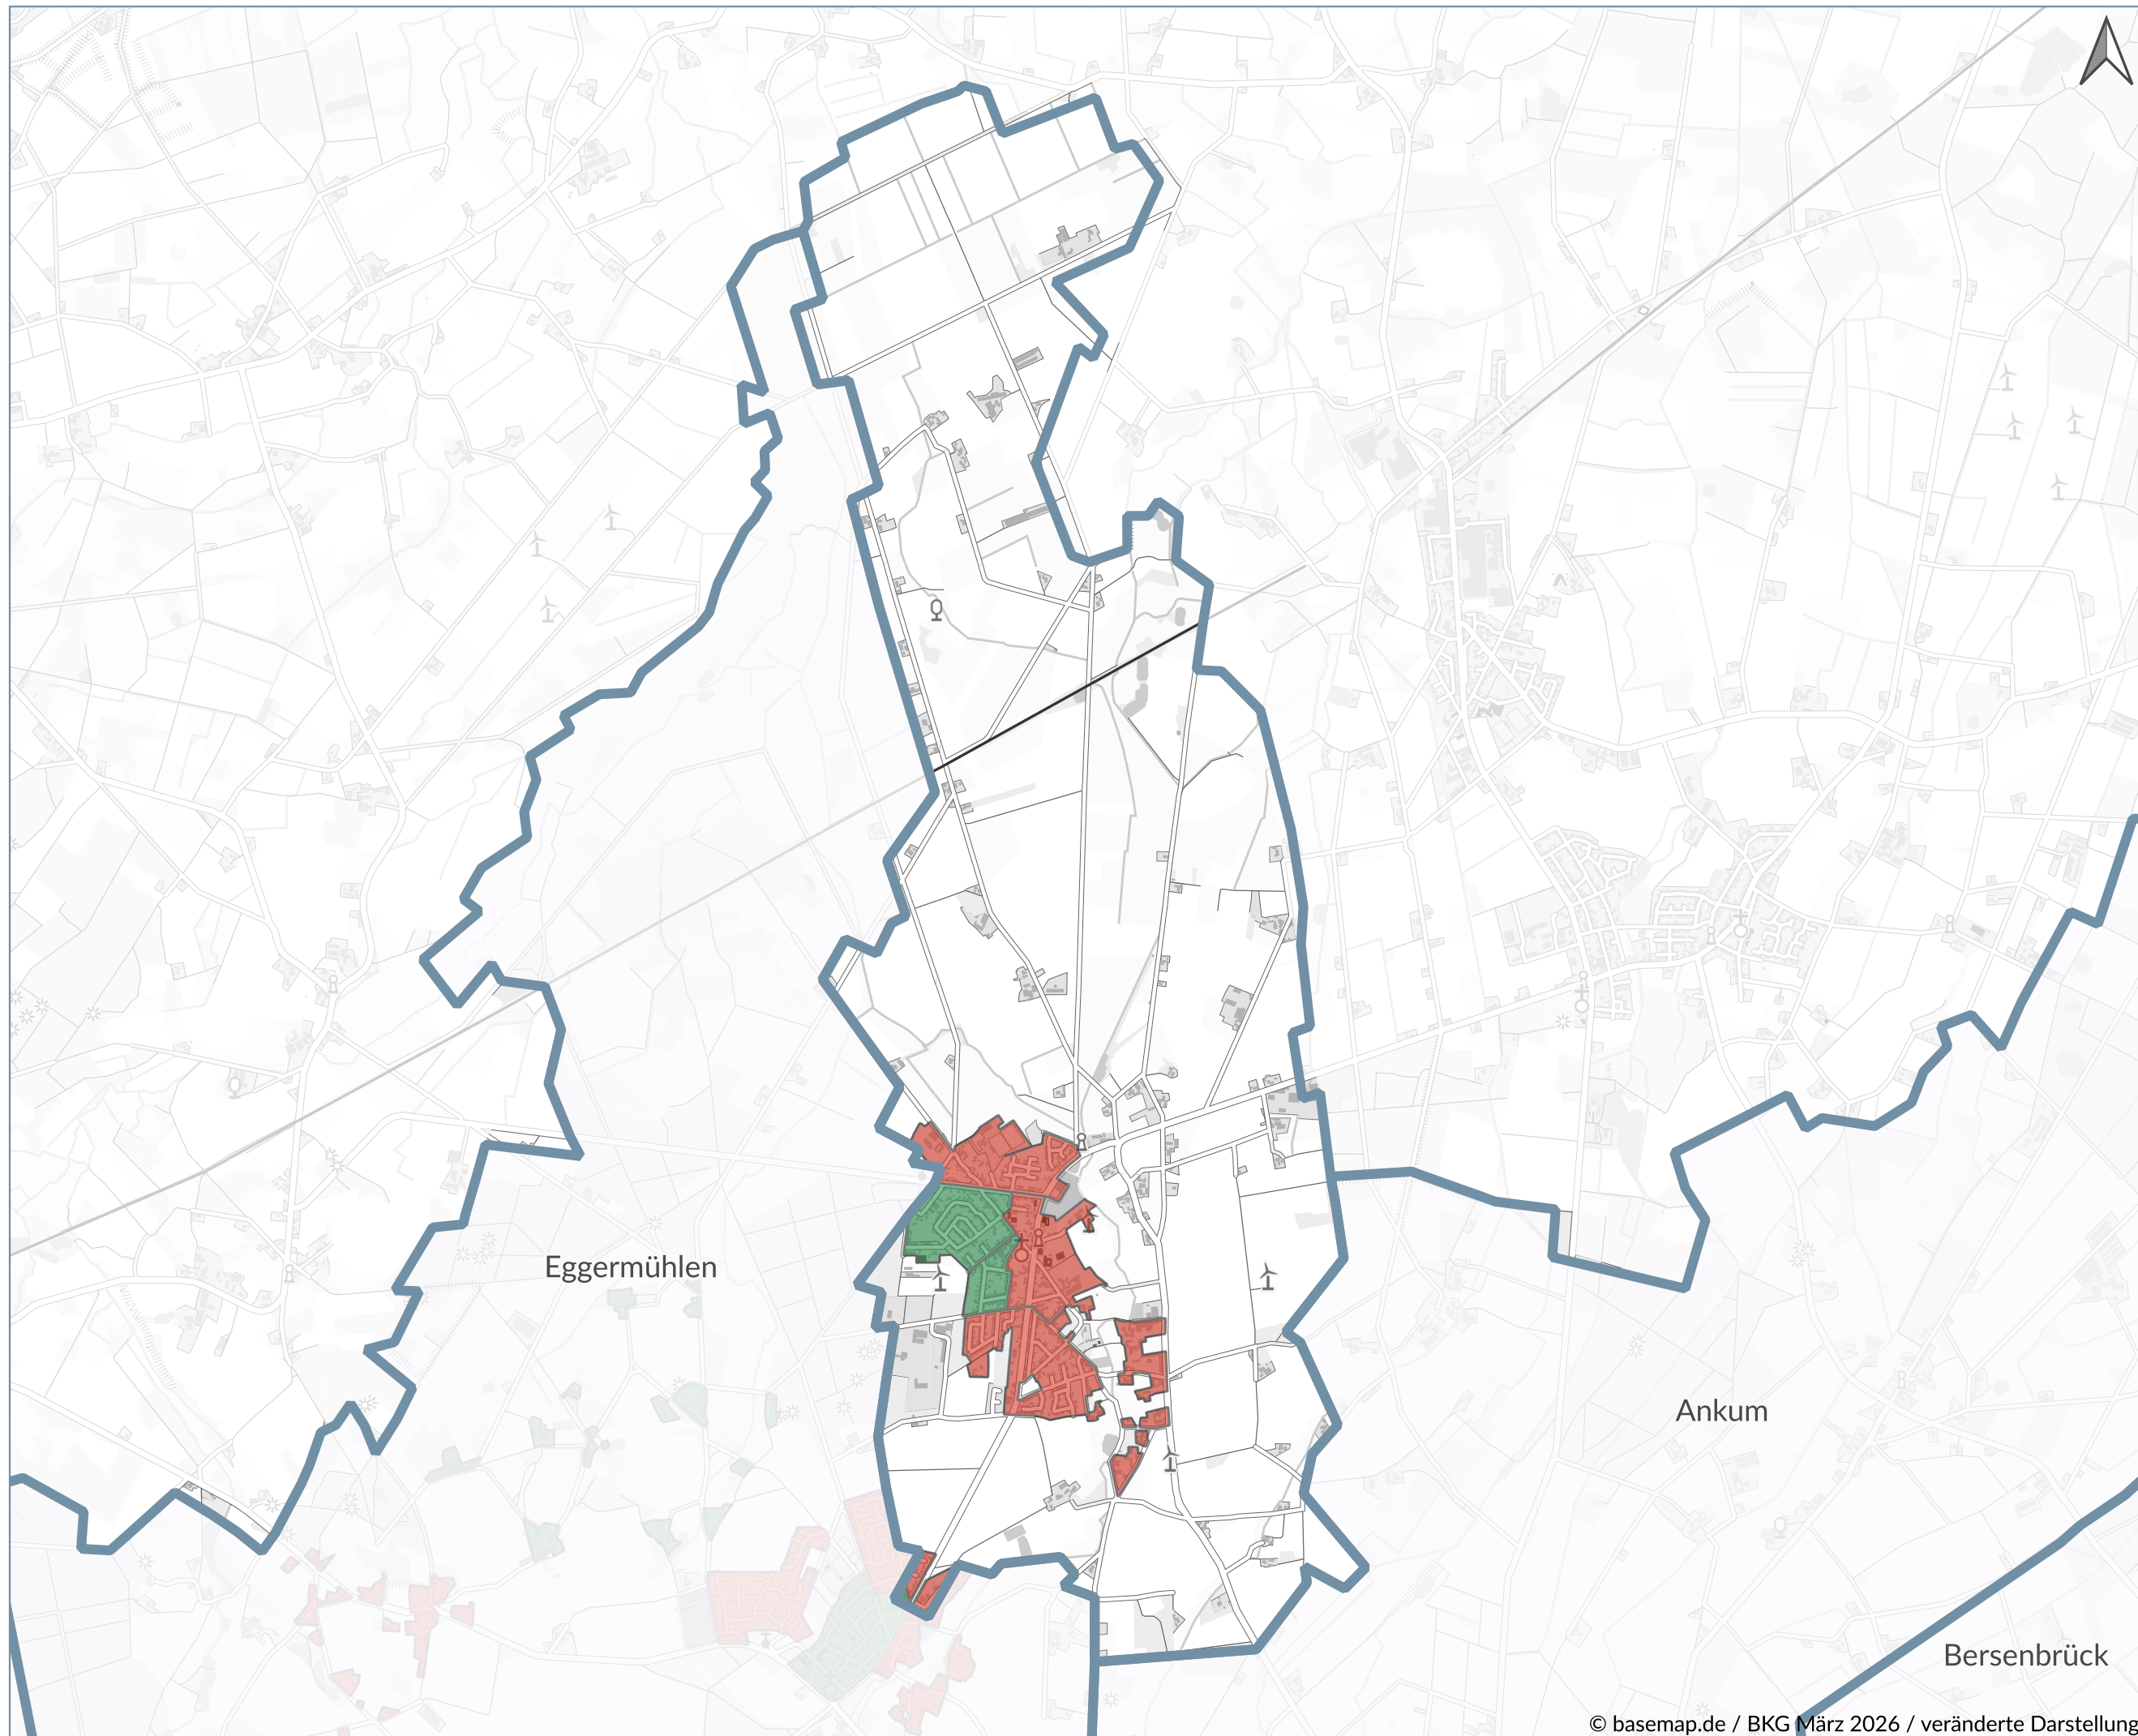 Eggermühlen
Ankum
Bersenbrück
© basemap.de / BKG März 2026 / veränderte Darstellung